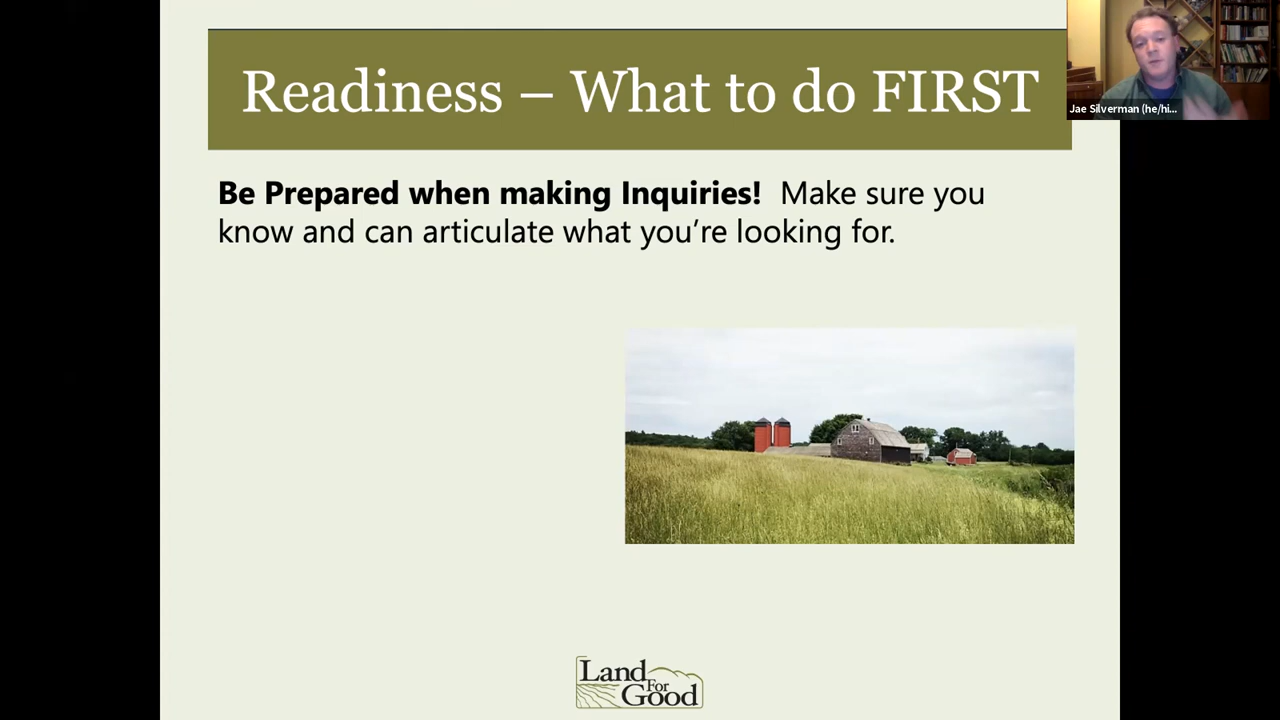 Readiness – What to do FIRST
Jae Silverman (he/hi...
Be Prepared when making Inquiries!  Make sure you
know and can articulate what you’re looking for.
Land
For
Good